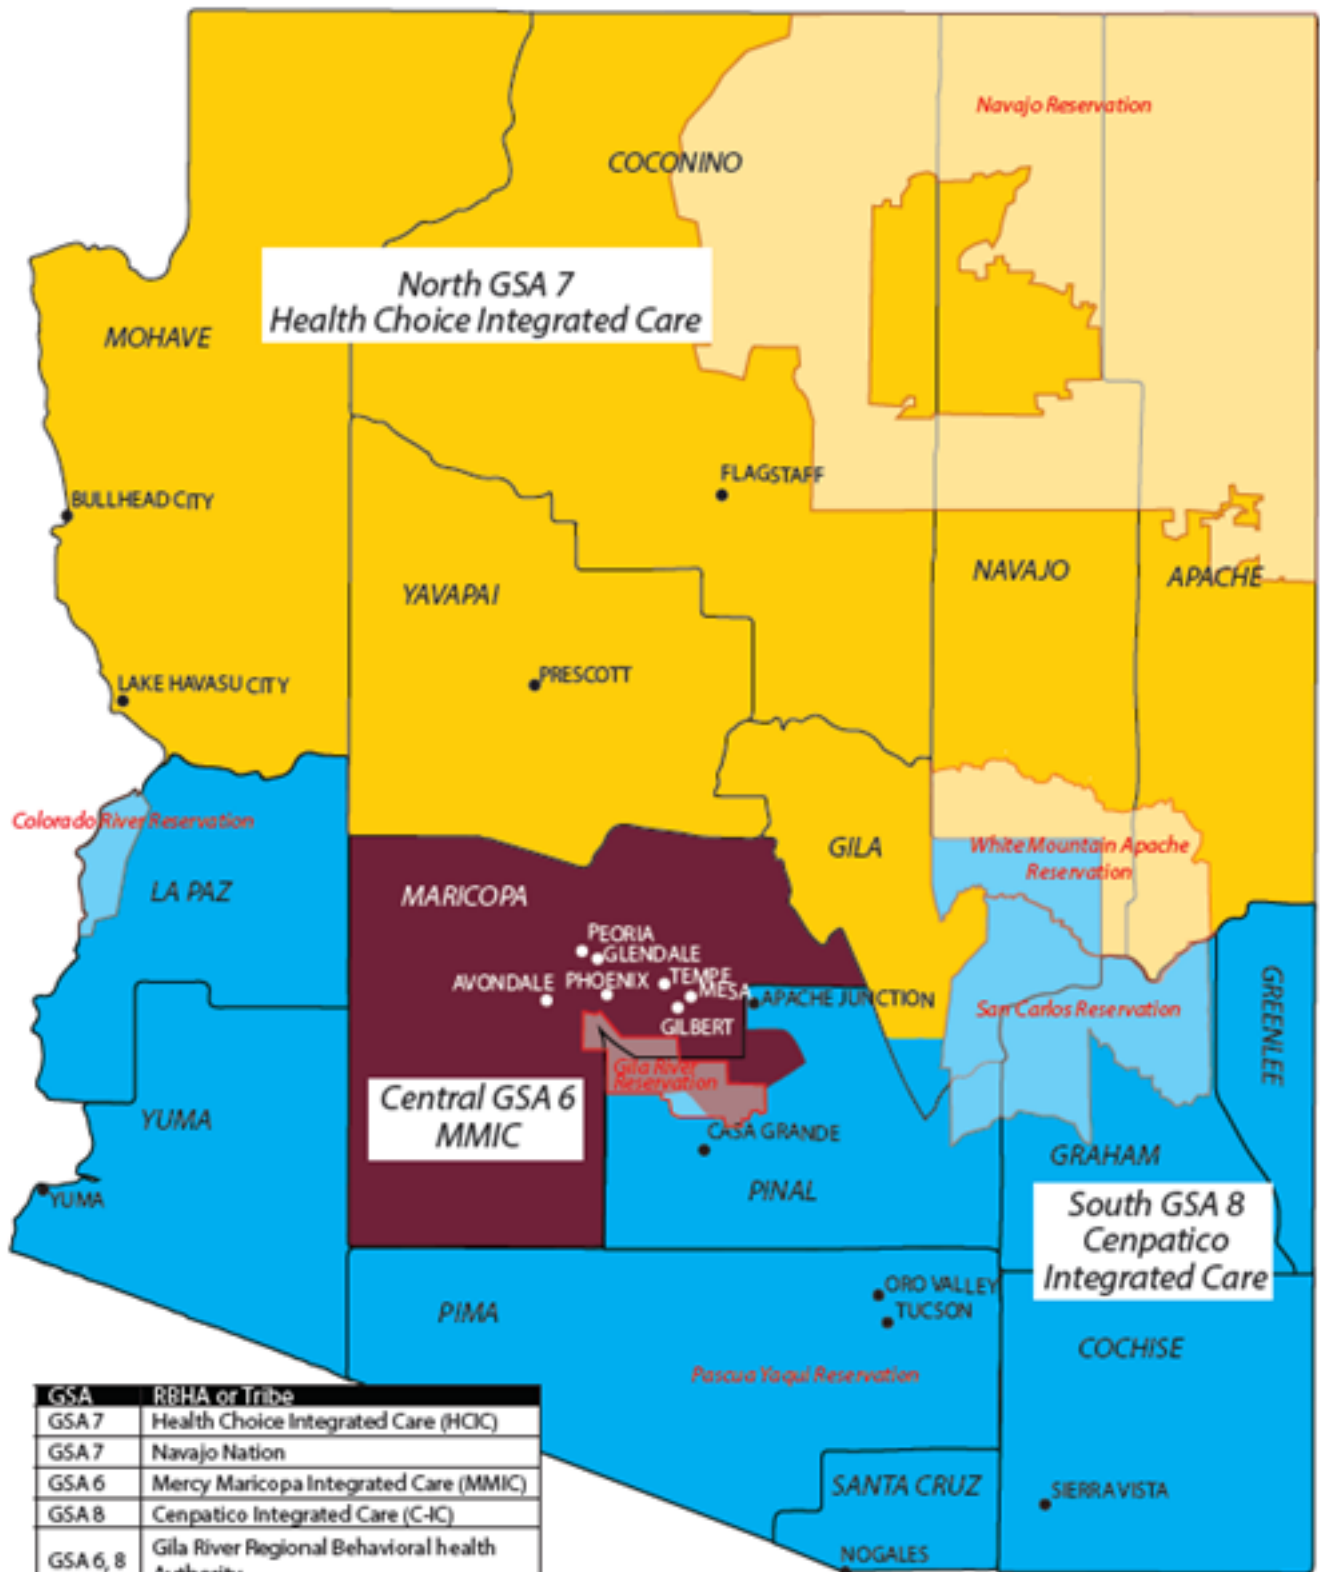 Navajo Reservation
COCONINO
North GSA 7
Health Choice Integrated Care
MOHAVE
FLAGSTAFF
BULLHEAD CITY
NAVAJO
APACHE
YAVAPAI
PRESCOTT
LAKE HAVASU CITY
Colorado River Reservation
GILA
White Mountain Apache
Reservation
LA PAZ
MARICOPA
PEORIA
GLENDALE
AVONDALE
PHOENIX
TEMPE
MESA
APACHE JUNCTION
GILBERT
San Carlos Reservation
GREENLEE
Gila River
Reservation
Central GSA 6
MMIC
YUMA
CASA GRANDE
GRAHAM
PINAL
YUMA
South GSA 8
Cenpatico
Integrated Care
ORO VALLEY
TUCSON
PIMA
COCHISE
Pascua Yaqui Reservation
GSA RBHA or Tribe
GSA 7 Health Choice Integrated Care (HCIC)
GSA 7 Navajo Nation
GSA 6 Mercy Maricopa Integrated Care (MMIC)
GSA 8 Cenpatico Integrated Care (C-IC)
GSA 6, 8 Gila River Regional Behavioral health
SANTA CRUZ
SIERRA VISTA
NOGALES